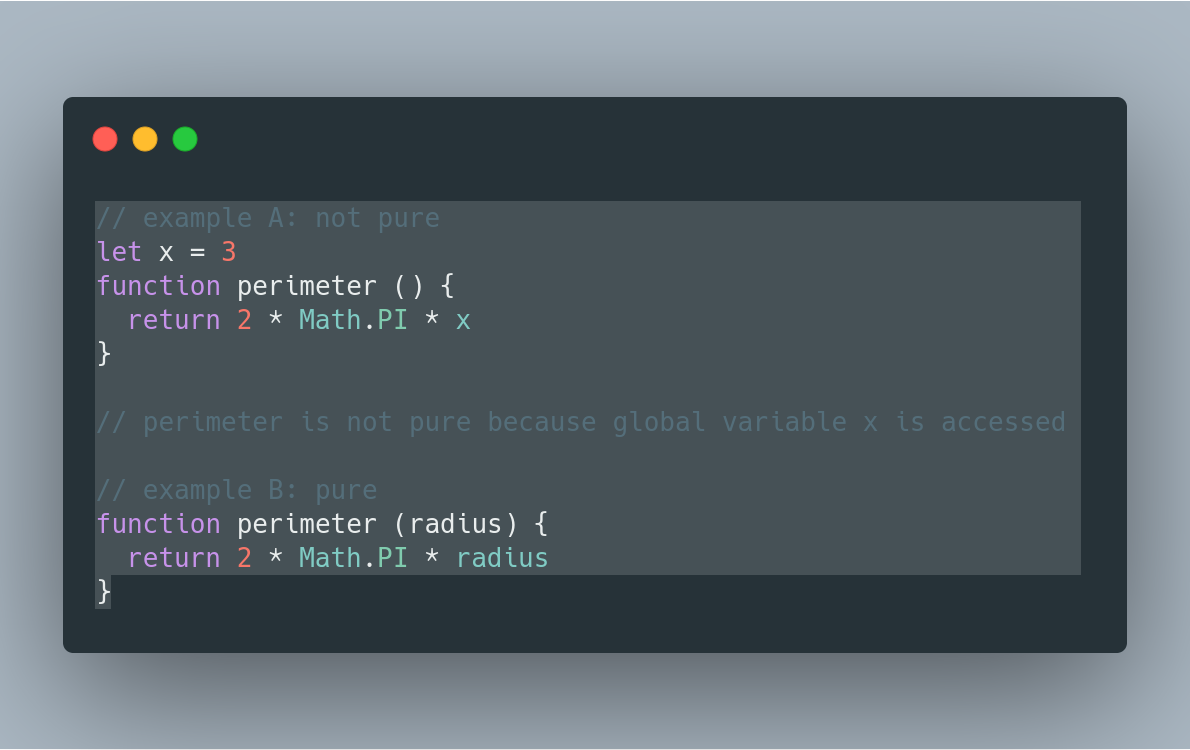 // example A: not pure
let x = 3
function perimeter () {
  return 2 * Math.PI * x
}
// perimeter is not pure because global variable x is accessed
// example B: pure
function perimeter (radius) {
  return 2 * Math.PI * radius
}